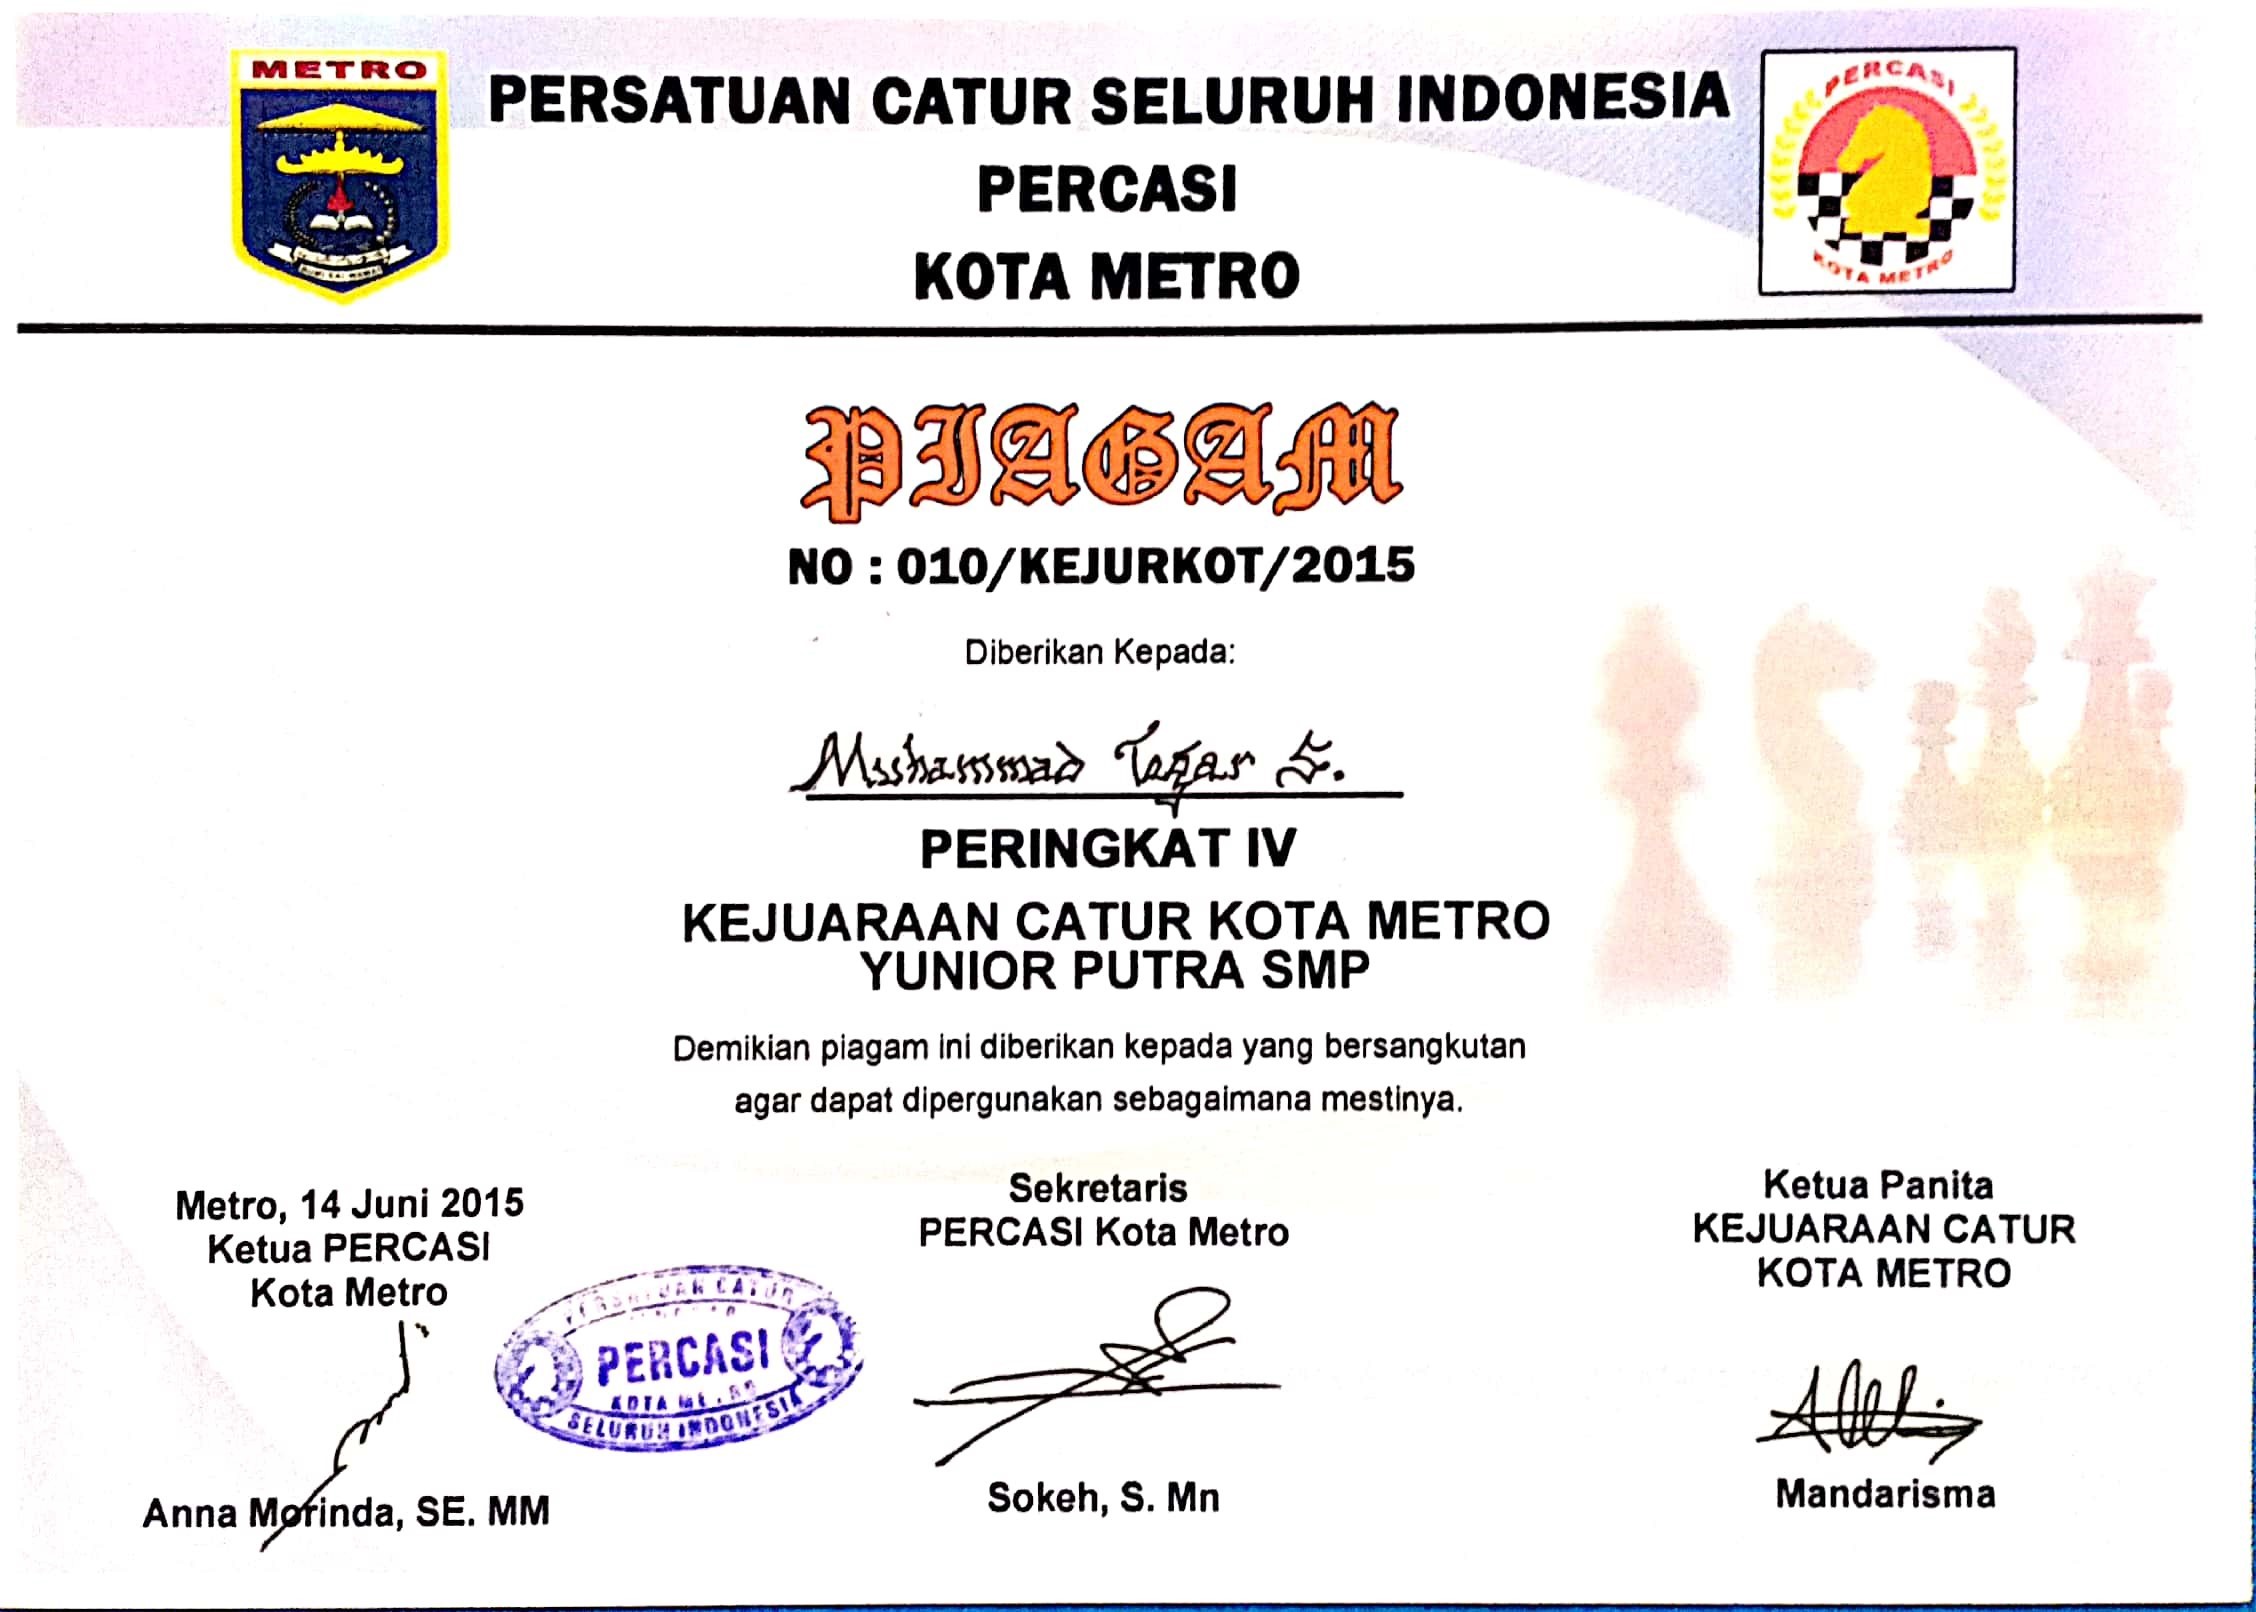 METRO
PERSATUAN CATUR SELURUH INDONESIA
PERCASI
KOTA METRO
PERCASI
KOTA METRO
PIAGAM
NO : 010/KEJURKOT/2015
Diberikan Kepada:
Muhammad Tegar S.
PERINGKAT IV
KEJUARAAN CATUR KOTA METRO
YUNIOR PUTRA SMP
Demikian piagam ini diberikan kepada yang bersangkutan
agar dapat dipergunakan sebagaimana mestinya.
Metro, 14 Juni 2015
Ketua PERCASI
Kota Metro
Anna Morinda, SE. MM
PERSATUAN CATUR
PERCASI
KOTA METRO
SELURUH INDONESIA
Sekretaris
PERCASI Kota Metro
Sokeh, S. Mn
Ketua Panita
KEJUARAAN CATUR
KOTA METRO
Mandarisma